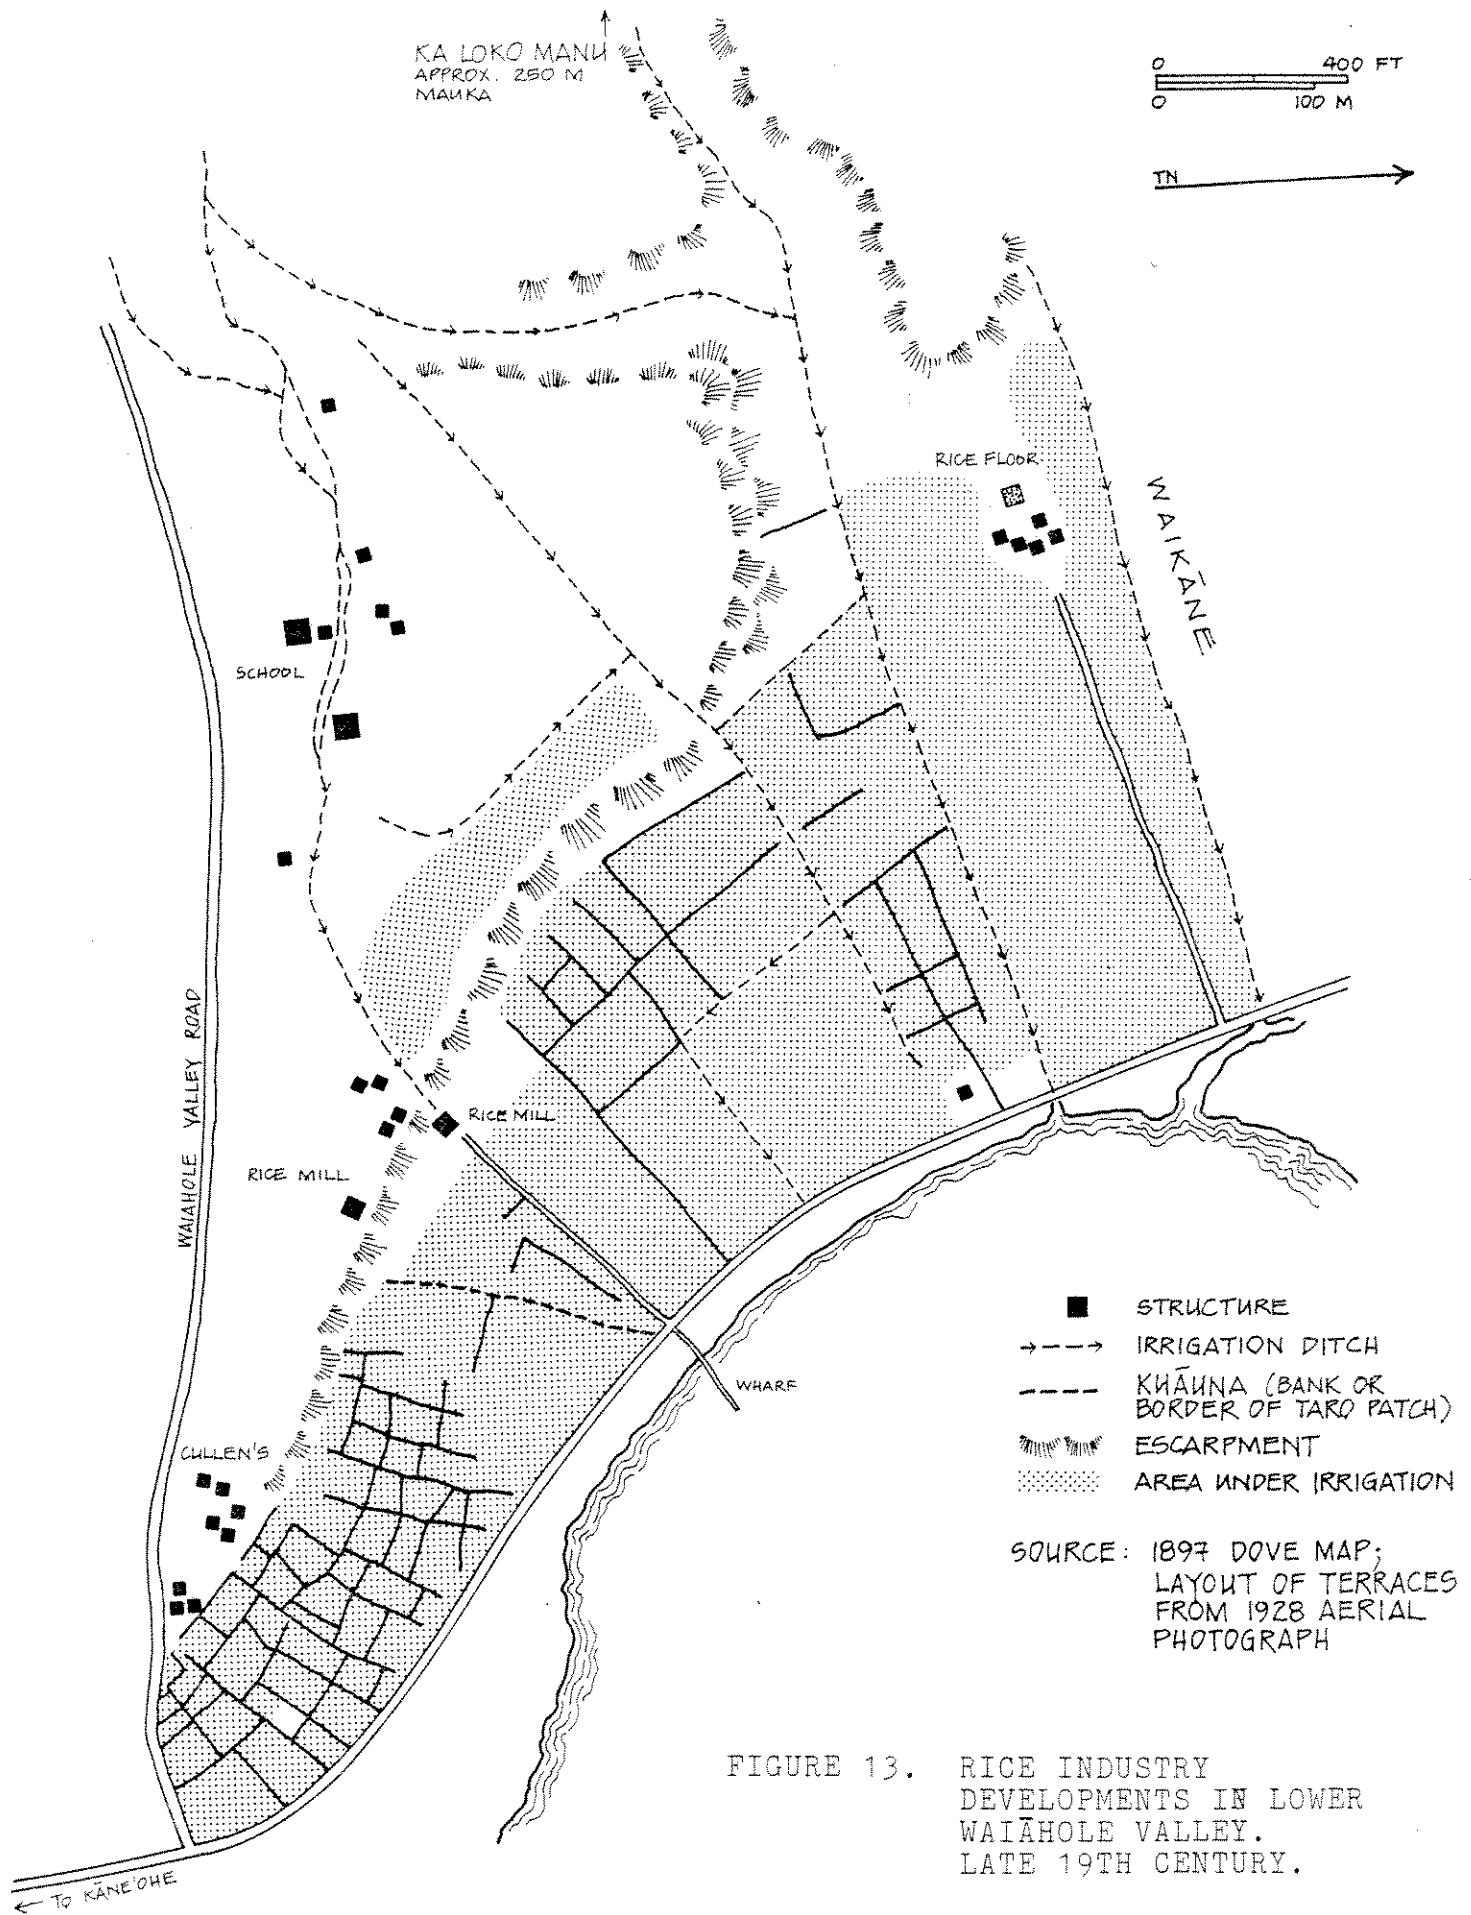 KA LOKO MANU
APPROX. 250 M
MAUKA
0 400 FT
0 100 M
TN
RICE FLOOR
WAIKĀNE
SCHOOL
WAIAHOLE VALLEY ROAD
RICE MILL
RICE MILL
WHARF
CULLEN'S
STRUCTURE
IRRIGATION DITCH
KUĀUNA (BANK OR
BORDER OF TARO PATCH)
ESCARPMENT
AREA UNDER IRRIGATION
SOURCE: 1897 DOVE MAP;
LAYOUT OF TERRACES
FROM 1928 AERIAL
PHOTOGRAPH
FIGURE 13. RICE INDUSTRY
DEVELOPMENTS IN LOWER
WAIĀHOLE VALLEY.
LATE 19TH CENTURY.
← TO KĀNE'OHE